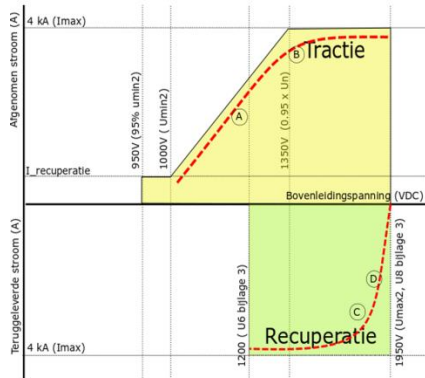 4 kA (Imax)
Tractie
B
A
Afgenomen stroom (A)
950V (95% umin2)
1000V ( Umin2)
1350V (0.95 x Un)
I_recuperatie
Bovenleidingspanning (VDC)
Teruggeleverde stroom (A)
1200 ( U6 bijlage 3)
D
C
Recuperatie
1950V (Umax2, U8 bijlage 3)
4 kA (Imax)